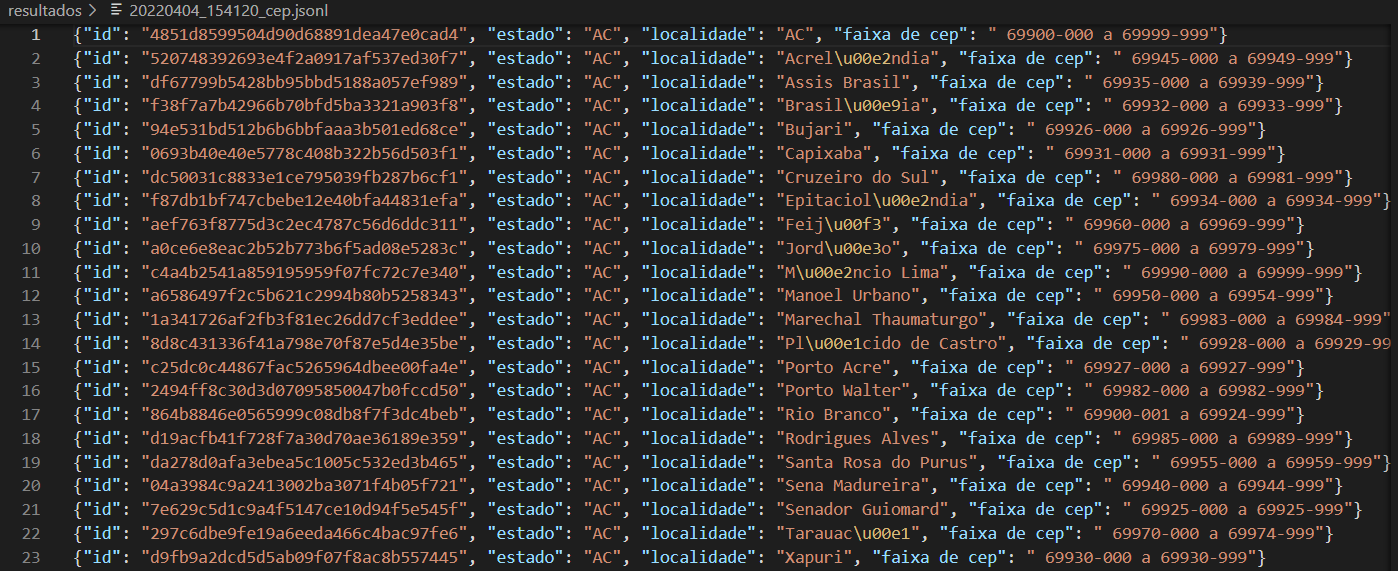 resultados > 20220404_154120_cep.jsonl
1 {"id": "4851d8599504d90d68891dea47e0cad4", "estado": "AC", "localidade": "AC", "faixa de cep": " 69900-000 a 69999-999"}
2 {"id": "520748392693e4f2a0917af537ed30f7", "estado": "AC", "localidade": "Acrel\u00e2ndia", "faixa de cep": " 69945-000 a 69949-999"}
3 {"id": "df67799b5428bb95bbd5188a057ef989", "estado": "AC", "localidade": "Assis Brasil", "faixa de cep": " 69935-000 a 69939-999"}
4 {"id": "f38f7a7b42966b70bfd5ba3321a903f8", "estado": "AC", "localidade": "Brasil\u00e9ia", "faixa de cep": " 69932-000 a 69933-999"}
5 {"id": "94e531bd512b6b6bbfaaa3b501ed68ce", "estado": "AC", "localidade": "Bujari", "faixa de cep": " 69926-000 a 69926-999"}
6 {"id": "0693b40e40e5778c408b322b56d503f1", "estado": "AC", "localidade": "Capixaba", "faixa de cep": " 69931-000 a 69931-999"}
7 {"id": "dc50031c8833e1ce795039fb287b6cf1", "estado": "AC", "localidade": "Cruzeiro do Sul", "faixa de cep": " 69980-000 a 69981-999"}
8 {"id": "f87db1bf747cbebe12e40bfa44831efa", "estado": "AC", "localidade": "Epitaciol\u00e2ndia", "faixa de cep": " 69934-000 a 69934-999"}
9 {"id": "aef763f8775d3c2ec4787c56d6ddc311", "estado": "AC", "localidade": "Feij\u00f3", "faixa de cep": " 69960-000 a 69969-999"}
10 {"id": "a0ce6e8eac2b52b773b6f5ad08e5283c", "estado": "AC", "localidade": "Jord\u00e3o", "faixa de cep": " 69975-000 a 69979-999"}
11 {"id": "c4a4b2541a859195959f07fc72c7e340", "estado": "AC", "localidade": "M\u00e2ncio Lima", "faixa de cep": " 69990-000 a 69999-999"}
12 {"id": "a6586497f2c5b621c2994b80b5258343", "estado": "AC", "localidade": "Manoel Urbano", "faixa de cep": " 69950-000 a 69954-999"}
13 {"id": "1a341726af2fb3f81ec26dd7cf3eddee", "estado": "AC", "localidade": "Marechal Thaumaturgo", "faixa de cep": " 69983-000 a 69984-999"
14 {"id": "8d8c431336f41a798e70f87e5d4e35be", "estado": "AC", "localidade": "Pl\u00e1cido de Castro", "faixa de cep": " 69928-000 a 69929-99
15 {"id": "c25dc0c44867fac5265964dbee00fa4e", "estado": "AC", "localidade": "Porto Acre", "faixa de cep": " 69927-000 a 69927-999"}
16 {"id": "2494ff8c30d3d07095850047b0fccd50", "estado": "AC", "localidade": "Porto Walter", "faixa de cep": " 69982-000 a 69982-999"}
17 {"id": "864b8846e0565999c08db8f7f3dc4beb", "estado": "AC", "localidade": "Rio Branco", "faixa de cep": " 69900-001 a 69924-999"}
18 {"id": "d19acfb41f728f7a30d70ae36189e359", "estado": "AC", "localidade": "Rodrigues Alves", "faixa de cep": " 69985-000 a 69989-999"}
19 {"id": "da278d0afa3ebea5c1005c532ed3b465", "estado": "AC", "localidade": "Santa Rosa do Purus", "faixa de cep": " 69955-000 a 69959-999"}
20 {"id": "04a3984c9a2413002ba3071f4b05f721", "estado": "AC", "localidade": "Sena Madureira", "faixa de cep": " 69940-000 a 69944-999"}
21 {"id": "7e629c5d1c9a4f5147ce10d94f5e545f", "estado": "AC", "localidade": "Senador Guiomard", "faixa de cep": " 69925-000 a 69925-999"}
22 {"id": "297c6dbe9fe19a6eeda466c4bac97fe6", "estado": "AC", "localidade": "Tarauac\u00e1", "faixa de cep": " 69970-000 a 69974-999"}
23 {"id": "d9fb9a2dcd5d5ab09f07f8ac8b557445", "estado": "AC", "localidade": "Xapuri", "faixa de cep": " 69930-000 a 69930-999"}